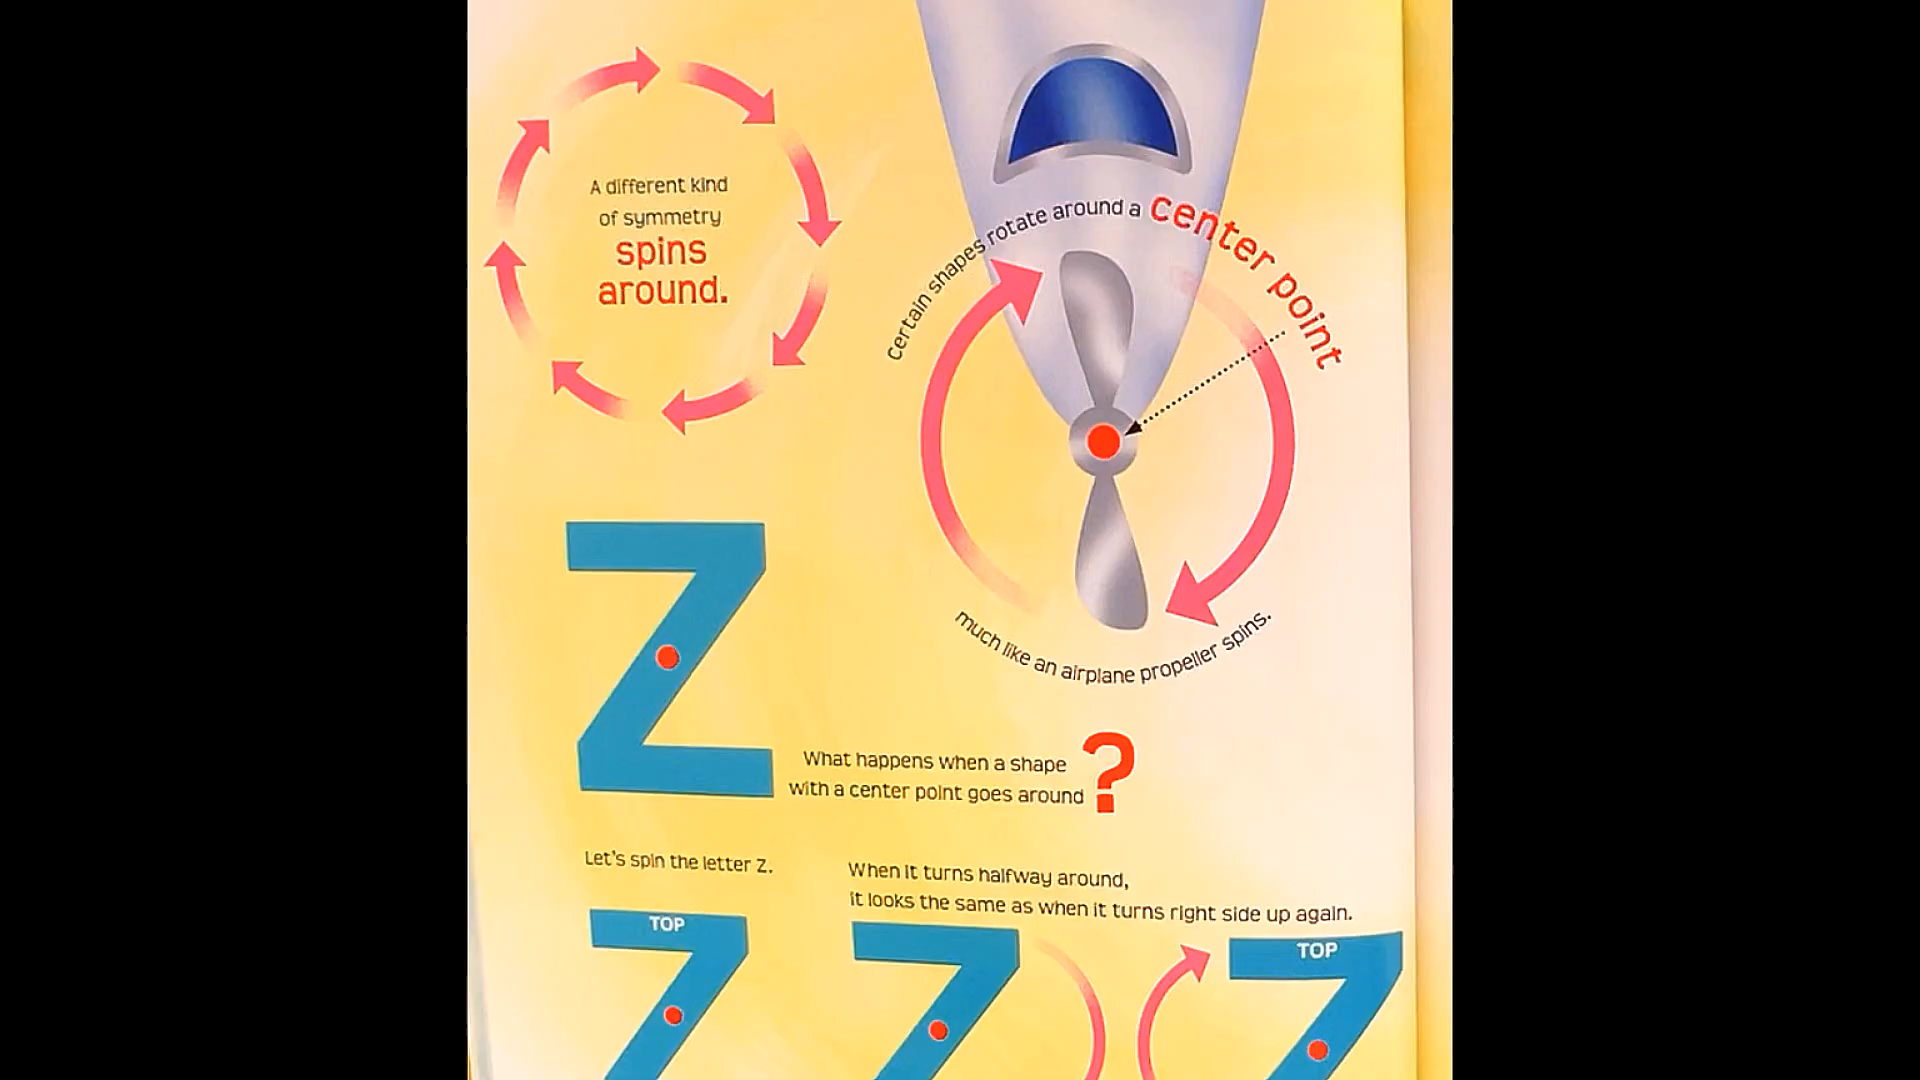 A different kind
of symmetry
spins
around.
Certain shapes rotate around a center point
much like an airplane propeller spins.
Z
What happens when a shape
with a center point goes around ?
Let's spin the letter Z.
When it turns halfway around,
it looks the same as when it turns right side up again.
TOP
TOP
Z Z Z